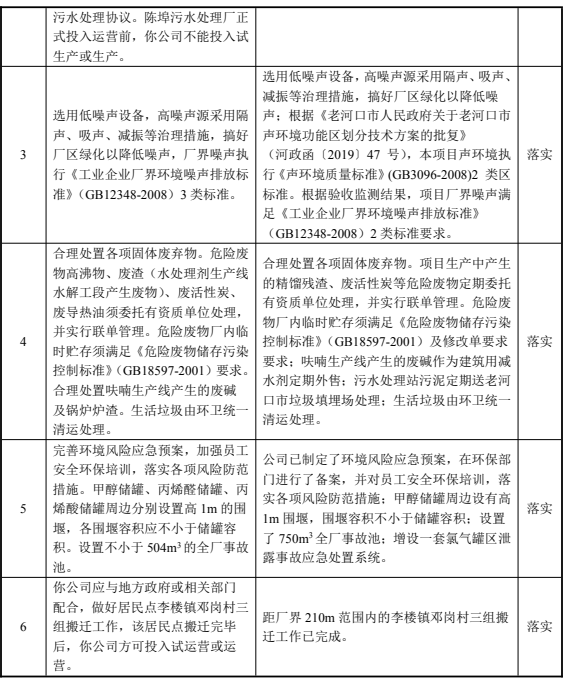 污水处理协议。陈埠污水处理厂正
式投入运营前，你公司不能投入试
生产或生产。
3
选用低噪声设备，高噪声源采用隔
声、吸声、减振等治理措施，搞好
厂区绿化以降低噪声，厂界噪声执
行《工业企业厂界环境噪声排放标
准》（GB12348-2008）3 类标准。
选用低噪声设备，高噪声源采用隔声、吸声、
减振等治理措施，搞好厂区绿化以降低噪
声；根据《老河口市人民政府关于老河口市
声环境功能区划分技术方案的批复》
（河政函〔2019〕47 号），本项目声环境执
行《声环境质量标准》(GB3096-2008)2 类区
标准。根据验收监测结果，项目厂界噪声满
足《工业企业厂界环境噪声排放标准》
（GB12348-2008）2 类标准要求。
落实
4
合理处置各项固体废弃物。危险废
物高沸物、废渣（水处理剂生产线
水解工段产生废物）、废活性炭、
废导热油须委托有资质单位处理，
并实行联单管理。危险废物厂内临
时贮存须满足《危险废物储存污染
控制标准》（GB18597-2001）要求。
合理处置呋喃生产线产生的废碱
及锅炉炉渣。生活垃圾由环卫统一
清运处理。
合理处置各项固体废弃物。项目生产中产生
的精馏残渣、废活性炭等危险废物定期委托
有资质单位处理，并实行联单管理。危险废
物厂内临时贮存须满足《危险废物储存污染
控制标准》（GB18597-2001）及修改单要求
要求；呋喃生产线产生的废碱作为建筑用减
水剂定期外售；污水处理站污泥定期送老河
口市垃圾填埋场处理；生活垃圾由环卫统一
清运处理。
落实
5
完善环境风险应急预案，加强员工
安全环保培训，落实各项风险防范
措施。甲醇储罐、丙烯醛储罐、丙
烯酸储罐周边分别设置高 1m 的围
堰，各围堰容积应不小于储罐容
积。设置不小于 504m³ 的全厂事故
池。
公司已制定了环境风险应急预案，在环保部
门进行了备案，并对员工安全环保培训，落
实各项风险防范措施；甲醇储罐周边设有高
1m 围堰，围堰容积不小于储罐容积；设置
了 750m³ 全厂事故池；增设一套氯气罐区泄
露事故应急处置系统。
落实
6
你公司应与地方政府或相关部门
配合，做好居民点李楼镇邓岗村三
组搬迁工作，该居民点搬迁完毕
后，你公司方可投入试运营或运
营。
距厂界 210m 范围内的李楼镇邓岗村三组搬
迁工作已完成。
落实